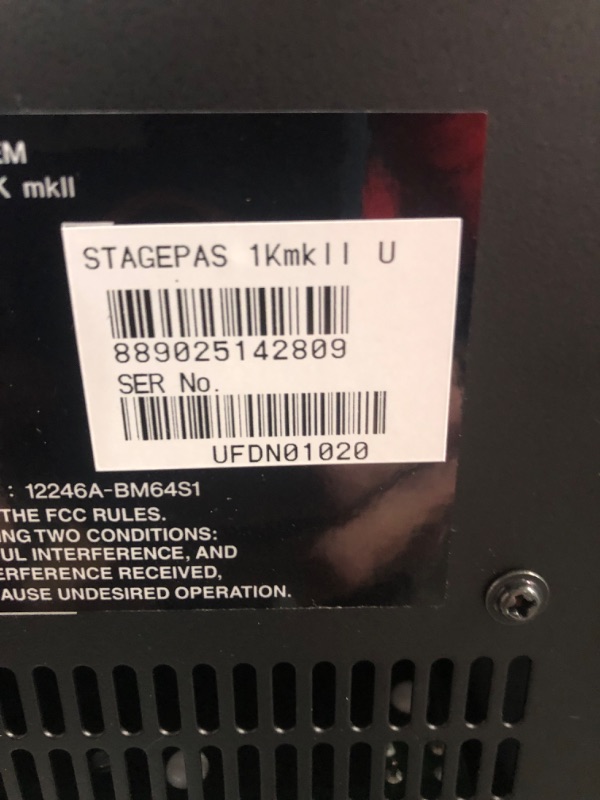 EM
K mkII
STAGEPAS 1KmkII U
889025142809
SER No.
UFDN01020
: 12246A-BM64S1
THE FCC RULES.
ING TWO CONDITIONS:
UL INTERFERENCE, AND
ERFERENCE RECEIVED,
AUSE UNDESIRED OPERATION.